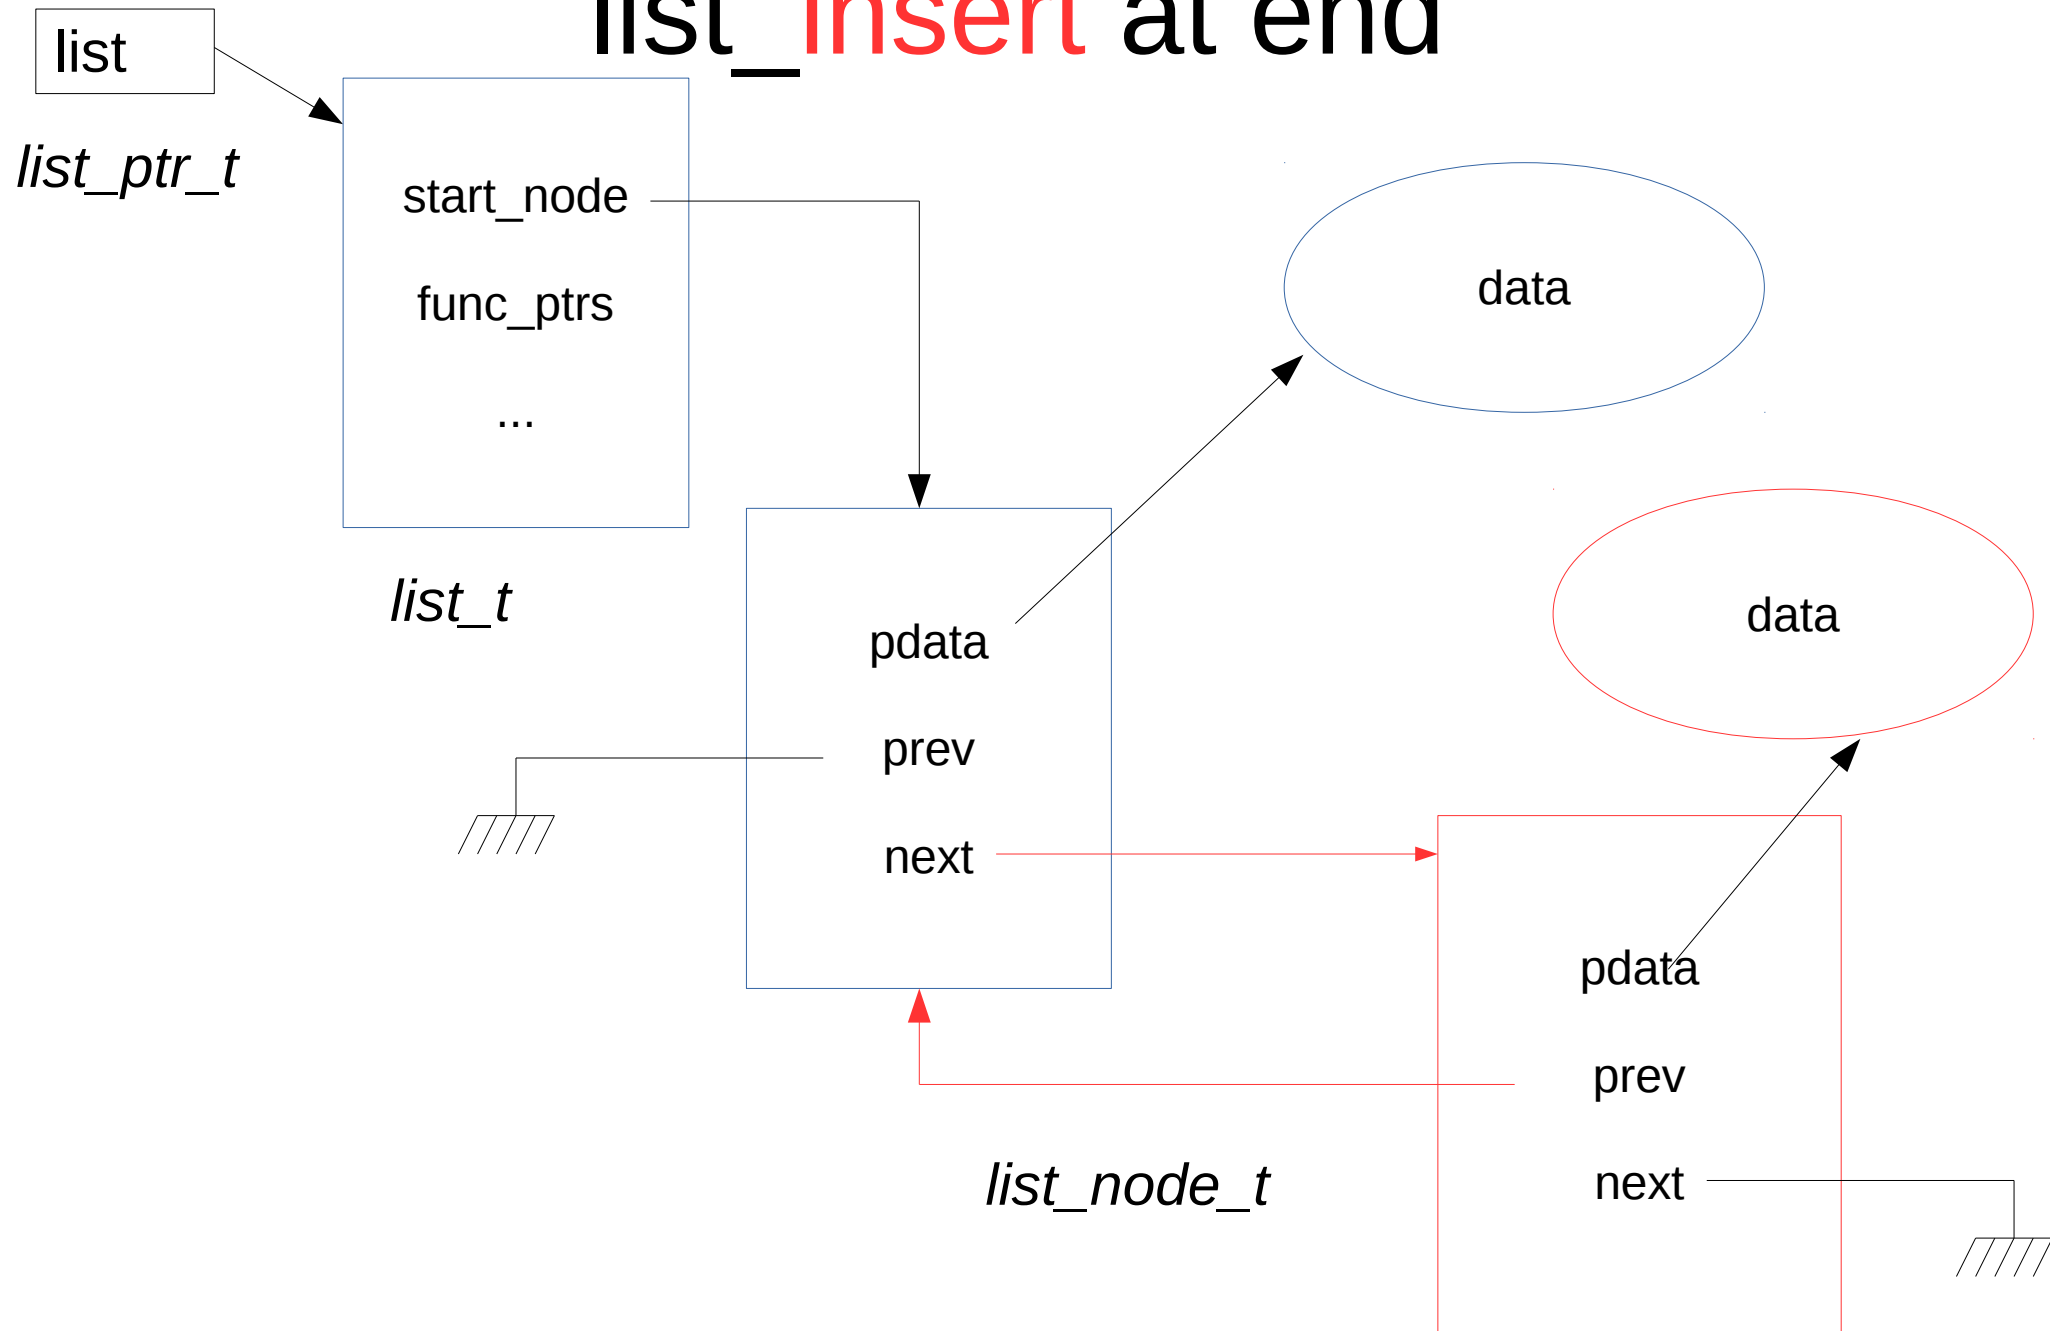 list_insert at end
list
list_ptr_t
start_node
func_ptrs
...
list_t
data
data
pdata
prev
next
pdata
prev
next
list_node_t